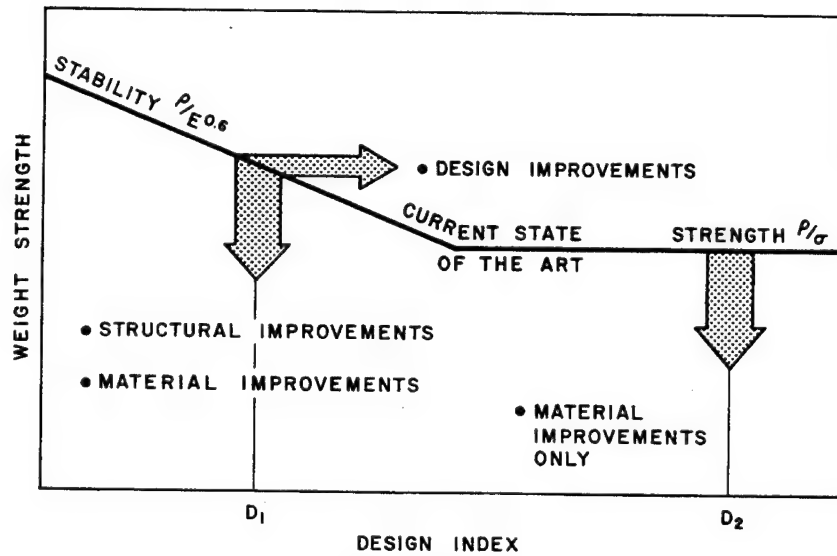 STABILITY ρ/E^0.6
• DESIGN IMPROVEMENTS
CURRENT STATE
OF THE ART
STRENGTH ρ/σ
• STRUCTURAL IMPROVEMENTS
• MATERIAL IMPROVEMENTS
• MATERIAL
IMPROVEMENTS
ONLY
WEIGHT STRENGTH
D₁
D₂
DESIGN INDEX